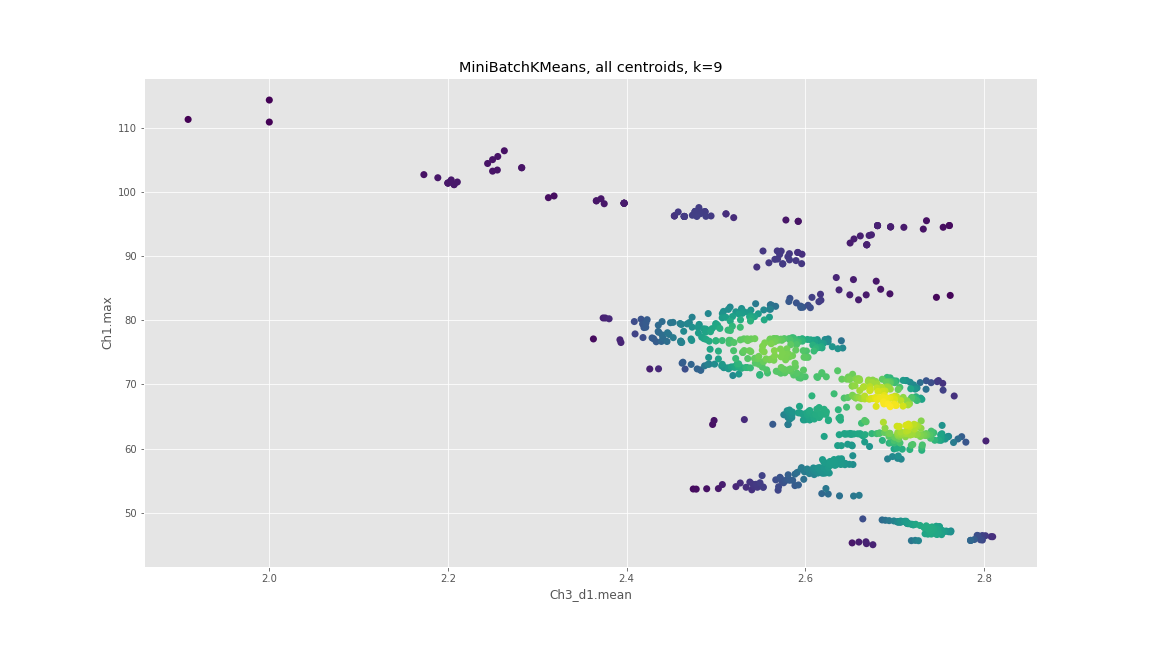 MiniBatchKMeans, all centroids, k=9
110
100
90
80
70
60
50
Ch1.max
2.0 2.2 2.4 2.6 2.8
Ch3_d1.mean